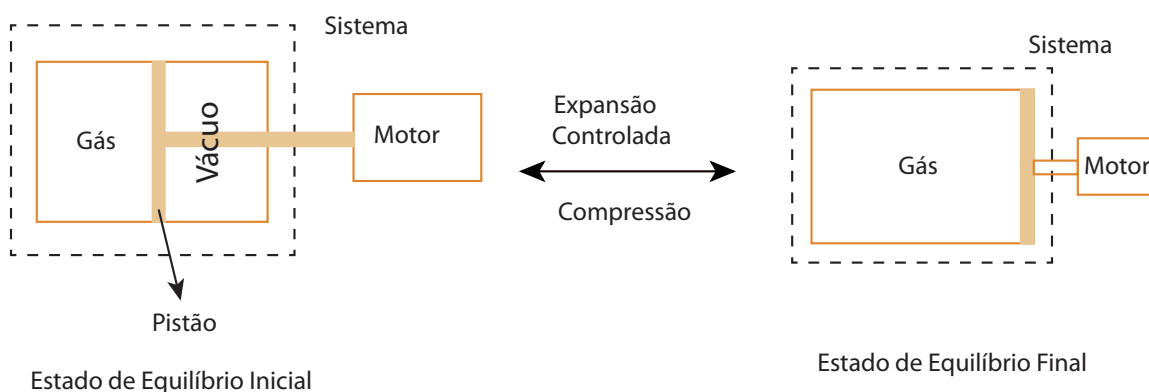 Sistema
Gás
Vácuo
Motor
Pistão
Estado de Equilíbrio Inicial
Expansão
Controlada
Compressão
Sistema
Gás
Motor
Estado de Equilíbrio Final